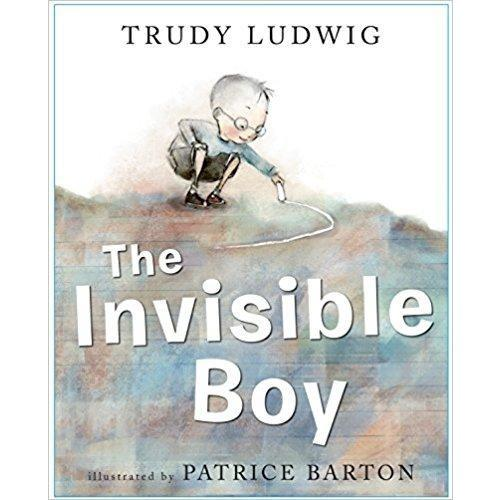 TRUDY LUDWIG
The
Invisible
Boy
illustrated by PATRICE BARTON